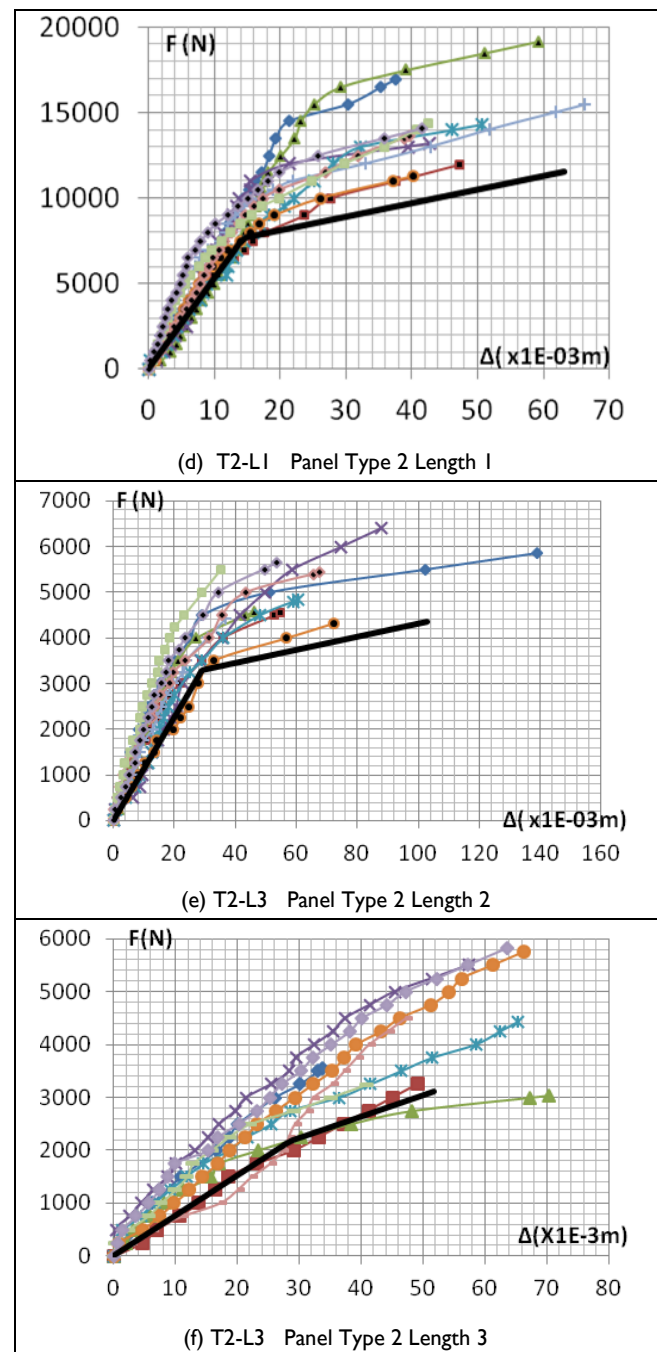 F (N)
20000
15000
10000
5000
0
Δ( x1E-03m)
0 10 20 30 40 50 60 70
(d) T2-L1 Panel Type 2 Length 1
F (N)
7000
6000
5000
4000
3000
2000
1000
0
Δ( x1E-03m)
0 20 40 60 80 100 120 140 160
(e) T2-L3 Panel Type 2 Length 2
F(N)
6000
5000
4000
3000
2000
1000
0
Δ(X1E-3m)
0 10 20 30 40 50 60 70 80
(f) T2-L3 Panel Type 2 Length 3